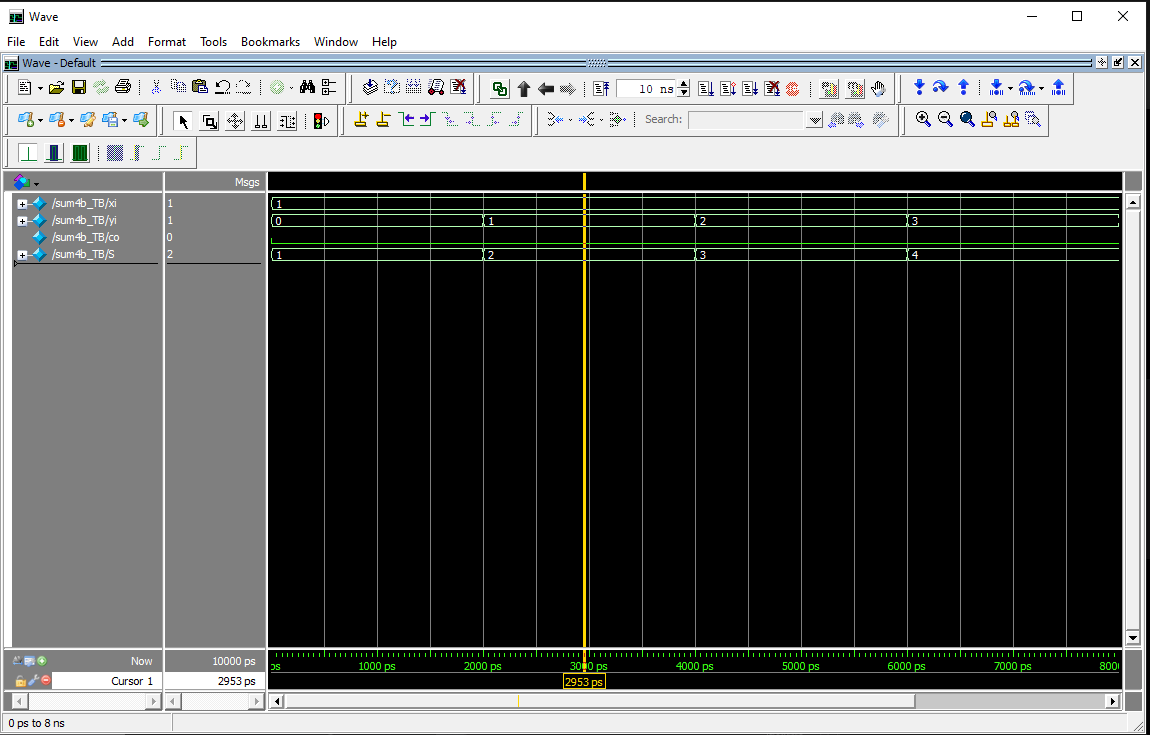 Wave
File Edit View Add Format Tools Bookmarks Window Help
Wave - Default
10 ns
Search:
Msgs
/sum4b_TB/xi 1 1
/sum4b_TB/yi 1 0 1 2 3
/sum4b_TB/co 0
/sum4b_TB/S 2 1 2 3 4
Now 10000 ps ps 1000 ps 2000 ps 3000 ps 4000 ps 5000 ps 6000 ps 7000 ps 800
Cursor 1 2953 ps 2953 ps
0 ps to 8 ns